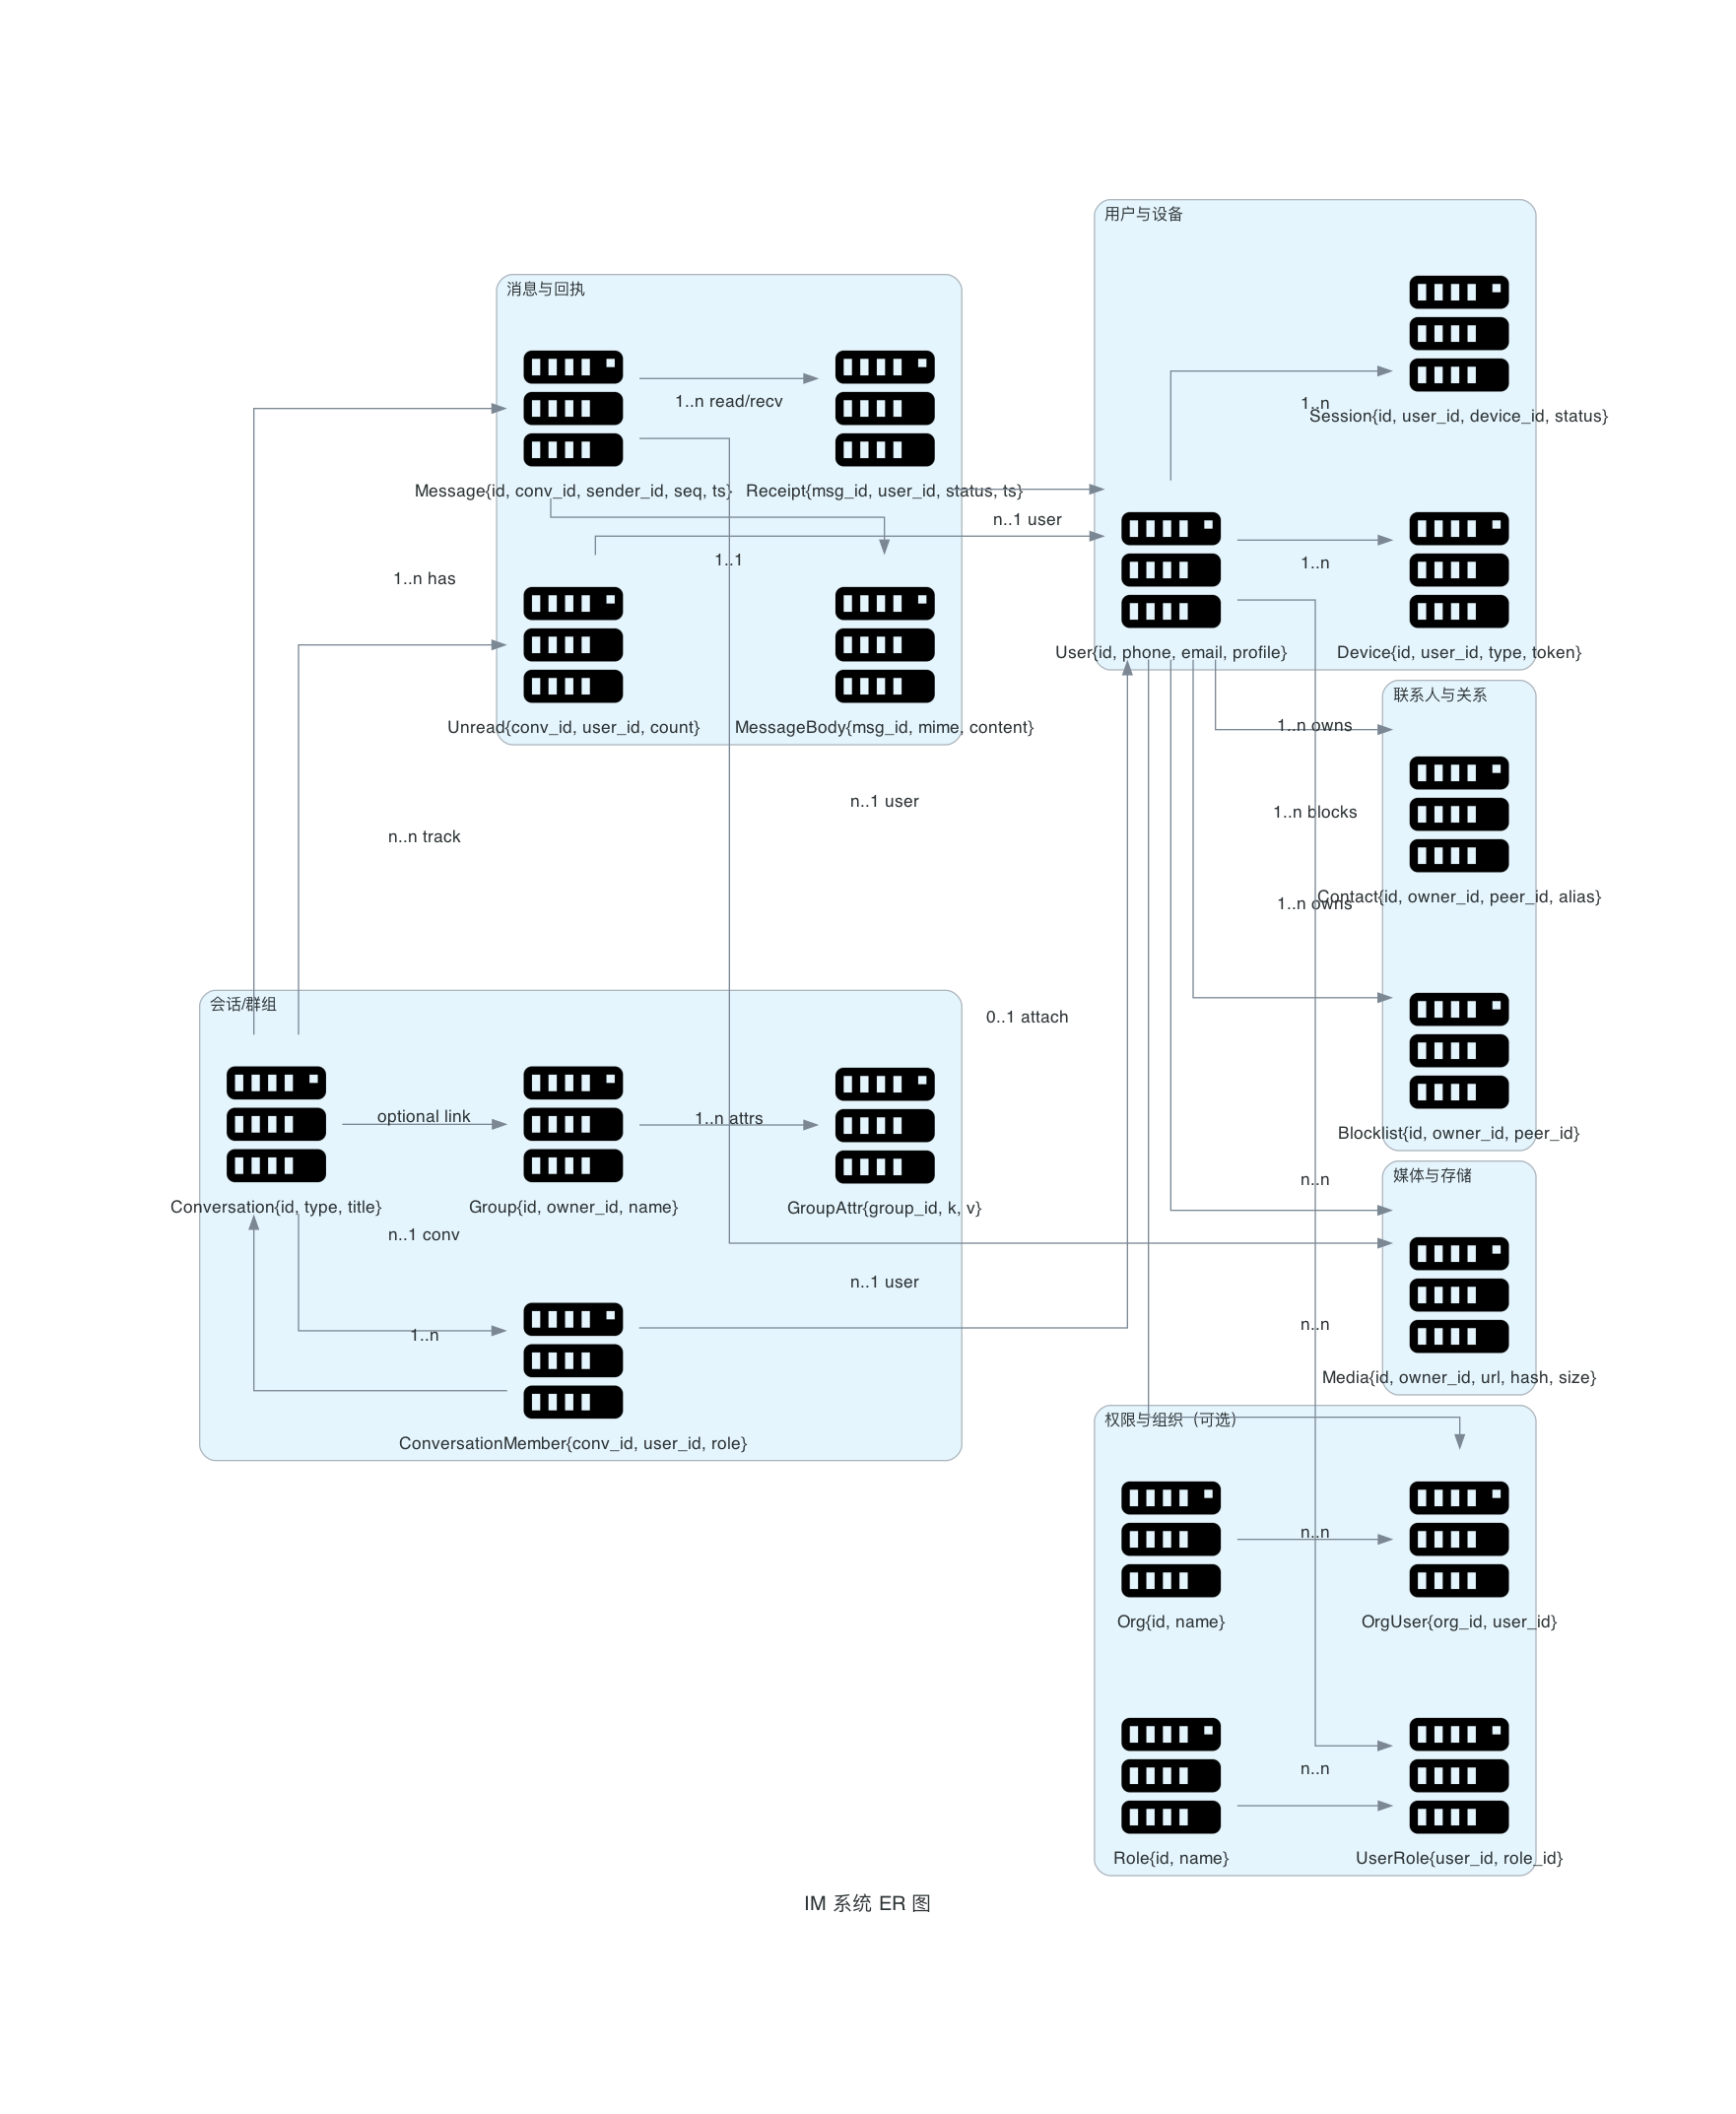 用户与设备
消息与回执
1..n read/recv
1..n
Session{id, user_id, device_id, status}
Message{id, conv_id, sender_id, seq, ts}
Receipt{msg_id, user_id, status, ts}
n..1 user
1..1
1..n
1..n has
User{id, phone, email, profile}
Device{id, user_id, type, token}
联系人与关系
Unread{conv_id, user_id, count}
MessageBody{msg_id, mime, content}
1..n owns
n..1 user
1..n blocks
n..n track
Contact{id, owner_id, peer_id, alias}
1..n owns
会话/群组
0..1 attach
optional link
1..n attrs
Blocklist{id, owner_id, peer_id}
媒体与存储
n..n
Conversation{id, type, title}
Group{id, owner_id, name}
GroupAttr{group_id, k, v}
n..1 conv
n..1 user
n..n
1..n
Media{id, owner_id, url, hash, size}
权限与组织（可选）
ConversationMember{conv_id, user_id, role}
n..n
Org{id, name}
OrgUser{org_id, user_id}
n..n
Role{id, name}
UserRole{user_id, role_id}
IM 系统 ER 图